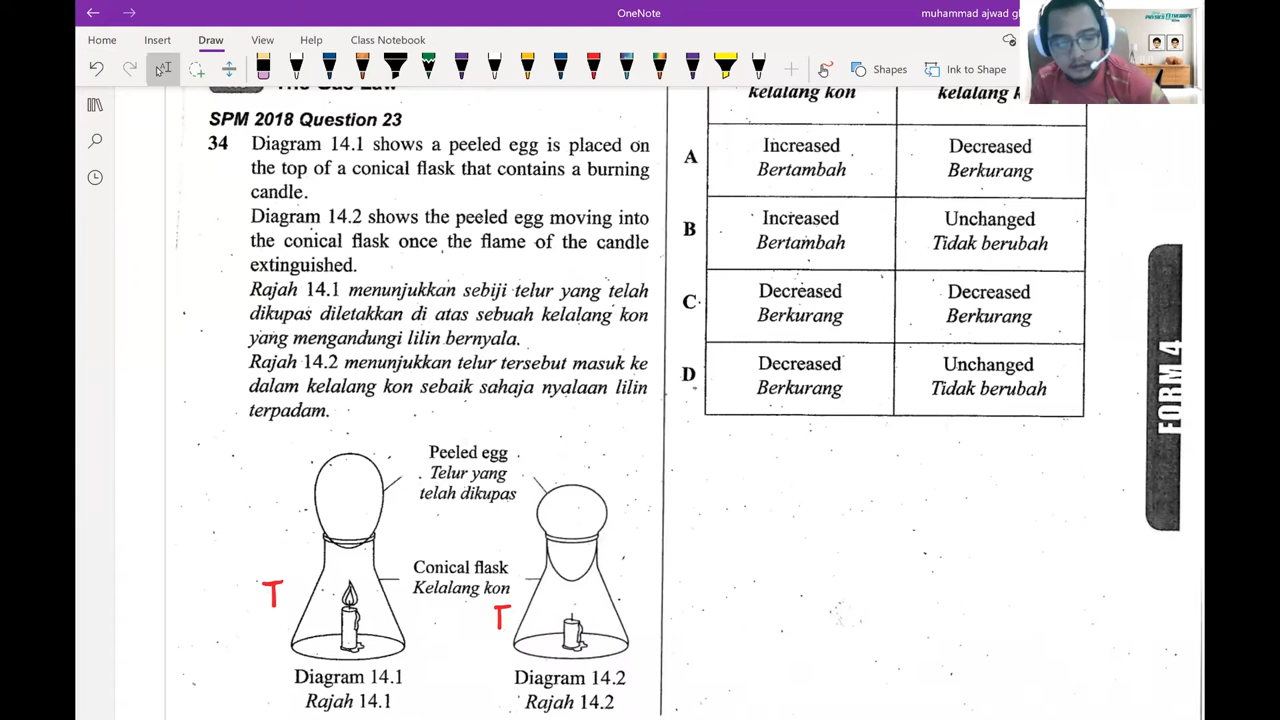 OneNote
muhammad ajwad
Home Insert Draw View Help Class Notebook
Shapes Ink to Shape
PHYSICS THERAPY
The Gas Law
SPM 2018 Question 23
34 Diagram 14.1 shows a peeled egg is placed on
the top of a conical flask that contains a burning
candle.
Diagram 14.2 shows the peeled egg moving into
the conical flask once the flame of the candle
extinguished.
Rajah 14.1 menunjukkan sebiji telur yang telah
dikupas diletakkan di atas sebuah kelalang kon
yang mengandungi lilin bernyala.
Rajah 14.2 menunjukkan telur tersebut masuk ke
dalam kelalang kon sebaik sahaja nyalaan lilin
terpadam.
Peeled egg
Telur yang
telah dikupas
Conical flask
Kelalang kon
T
T
Diagram 14.1
Rajah 14.1
Diagram 14.2
Rajah 14.2
kelalang kon kelalang k
A Increased Decreased
Bertambah Berkurang
B Increased Unchanged
Bertambah Tidak berubah
C Decreased Decreased
Berkurang Berkurang
D Decreased Unchanged
Berkurang Tidak berubah
FORM 4